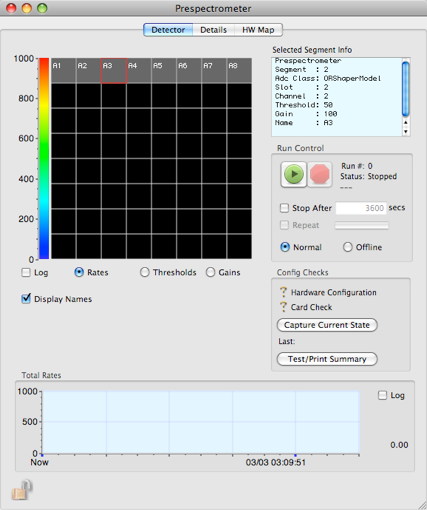 Prespectrometer
Detector Details HW Map
Selected Segment Info
Prespectrometer
Segment : 2
Adc Class: ORShaperModel
Slot : 2
Channel : 2
Threshold: 50
Gain : 100
Name : A3
1000
800
600
400
200
0
A1 A2 A3 A4 A5 A6 A7 A8
Log Rates Thresholds Gains
Display Names
Run Control
Run #: 0
Status: Stopped
---
Stop After 3600 secs
Repeat
Normal Offline
Config Checks
? Hardware Configuration
? Card Check
Capture Current State
Last:
Test/Print Summary
Total Rates
1000
500
0
Now 03/03 03:09:51
Log
0.00